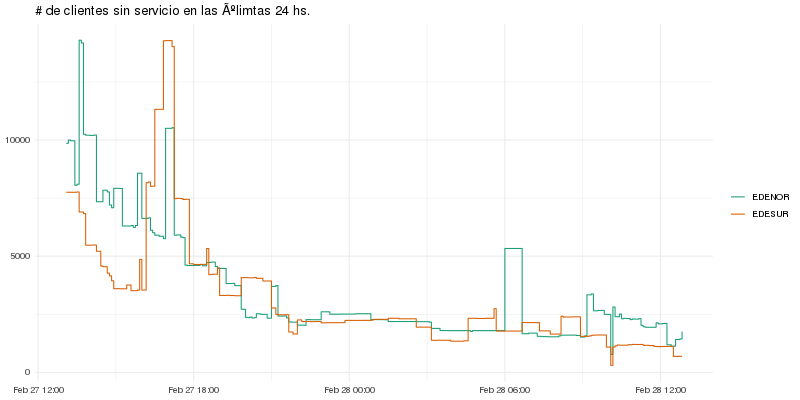 # de clientes sin servicio en las Ãºlimtas 24 hs.
10000
5000
0
Feb 27 12:00
Feb 27 18:00
Feb 28 00:00
Feb 28 06:00
Feb 28 12:00
EDENOR
EDESUR